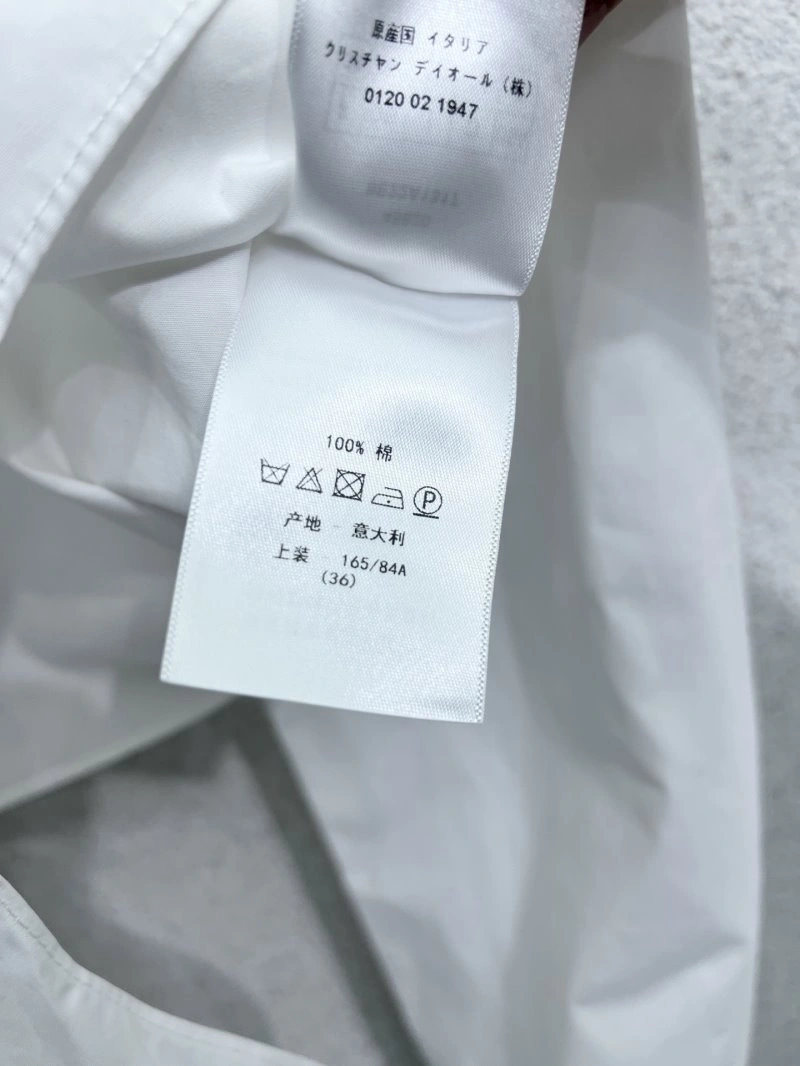 原産国 イタリア
クリスチャン デイオール（株）
0120 02 1947
100% 棉
P
产地 - 意大利
上装 - 165/84A
(36)